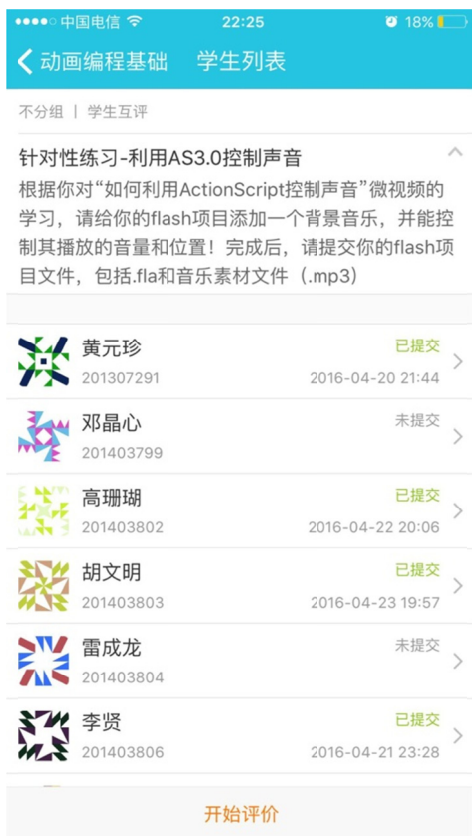 中国电信 22:25 18%
动画编程基础 学生列表
不分组 | 学生互评
针对性练习-利用AS3.0控制声音
根据你对“如何利用ActionScript控制声音”微视频的
学习，请给你的flash项目添加一个背景音乐，并能控
制其播放的音量和位置！完成后，请提交你的flash项
目文件，包括.fla和音乐素材文件（.mp3）
黄元珍 已提交
201307291 2016-04-20 21:44
邓晶心 未提交
201403799
高珊瑚 已提交
201403802 2016-04-22 20:06
胡文明 已提交
201403803 2016-04-23 19:57
雷成龙 未提交
201403804
李贤 已提交
201403806 2016-04-21 23:28
开始评价